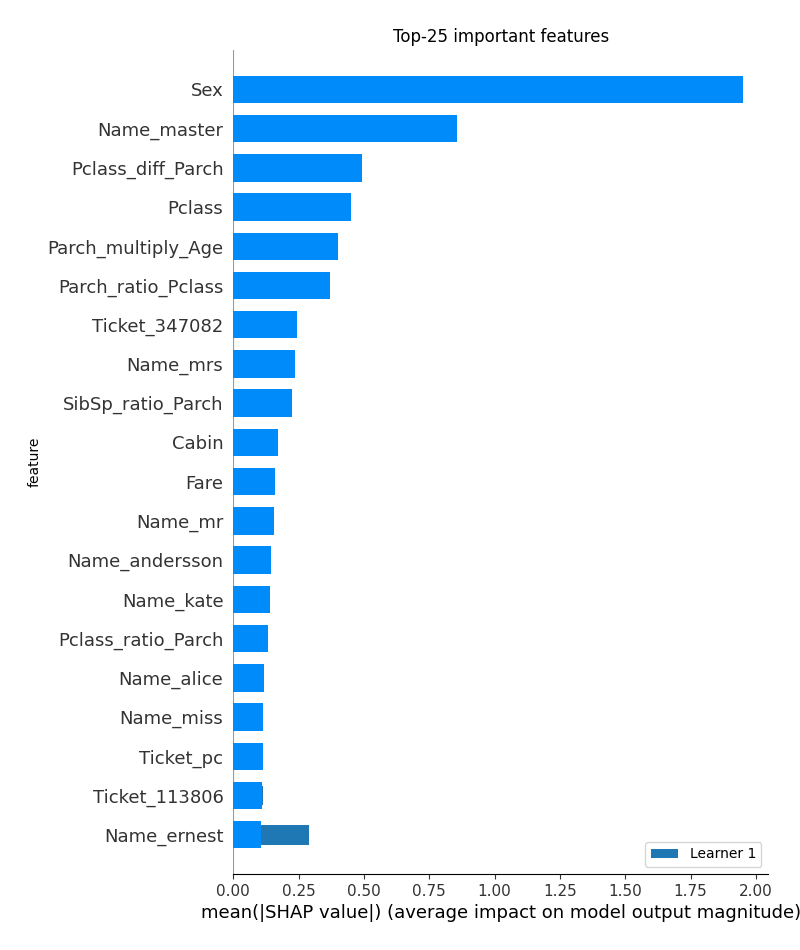 Top-25 important features
Sex
Name_master
Pclass_diff_Parch
Pclass
Parch_multiply_Age
Parch_ratio_Pclass
Ticket_347082
Name_mrs
SibSp_ratio_Parch
Cabin
Fare
Name_mr
Name_andersson
Name_kate
Pclass_ratio_Parch
Name_alice
Name_miss
Ticket_pc
Ticket_113806
Name_ernest
feature
Learner 1
0.00 0.25 0.50 0.75 1.00 1.25 1.50 1.75 2.00
mean(|SHAP value|) (average impact on model output magnitude)